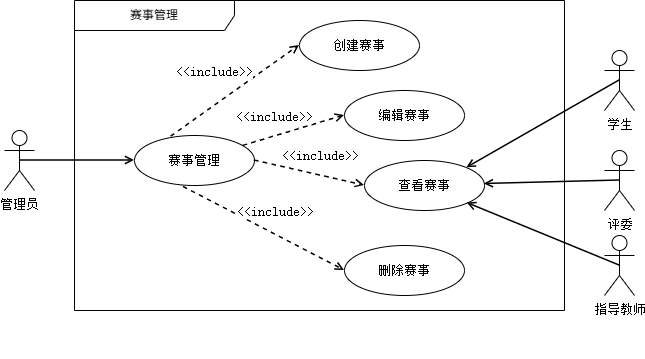 赛事管理
创建赛事
<<include>>
学生
<<include>>
编辑赛事
赛事管理
<<include>>
查看赛事
管理员
<<include>>
评委
删除赛事
指导教师